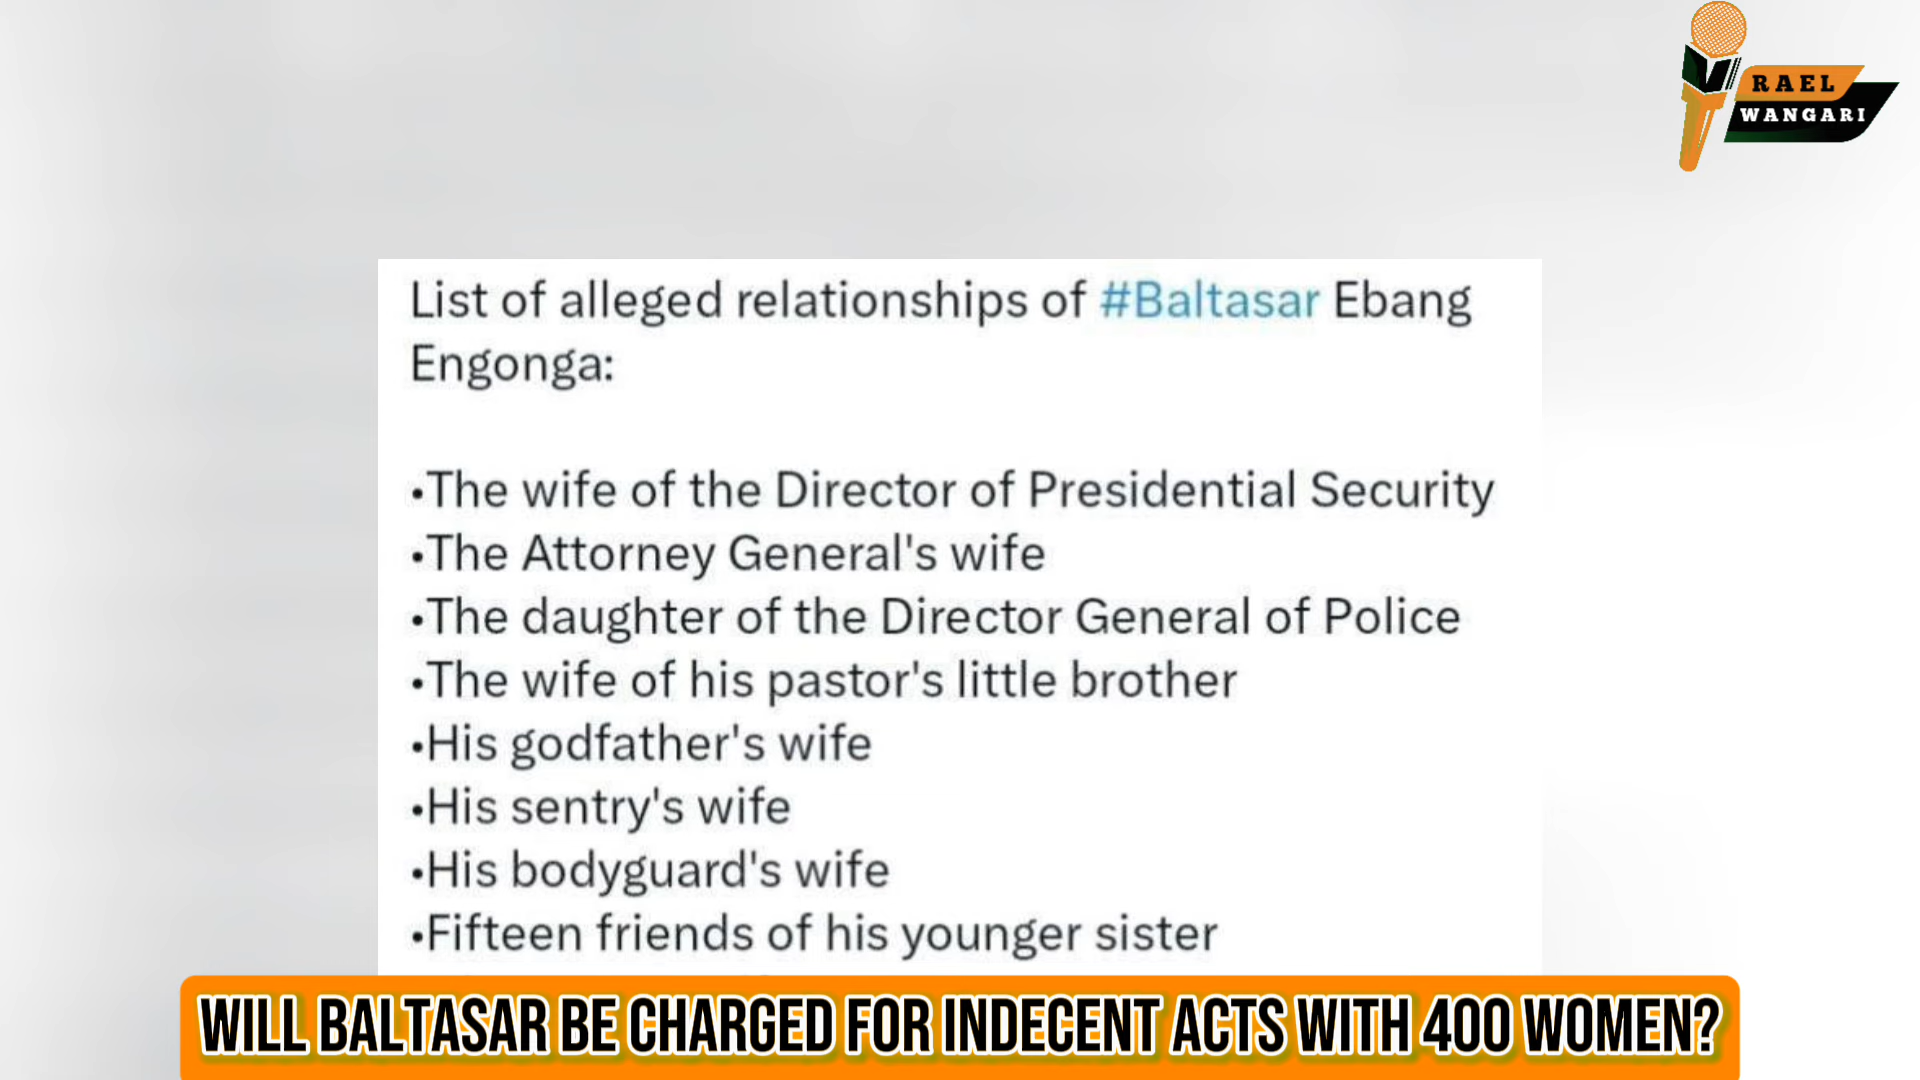 RAEL
WANGARI
List of alleged relationships of #Baltasar Ebang
Engonga:
•The wife of the Director of Presidential Security
•The Attorney General's wife
•The daughter of the Director General of Police
•The wife of his pastor's little brother
•His godfather's wife
•His sentry's wife
•His bodyguard's wife
•Fifteen friends of his younger sister
WILL BALTASAR BE CHARGED FOR INDECENT ACTS WITH 400 WOMEN?